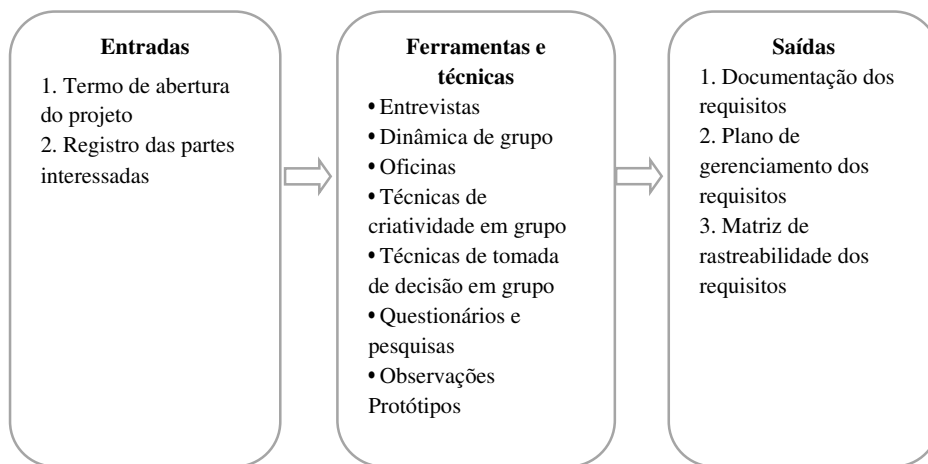 Entradas
1. Termo de abertura
do projeto
2. Registro das partes
interessadas
Ferramentas e
técnicas
• Entrevistas
• Dinâmica de grupo
• Oficinas
• Técnicas de
criatividade em grupo
• Técnicas de tomada
de decisão em grupo
• Questionários e
pesquisas
• Observações
Protótipos
Saídas
1. Documentação dos
requisitos
2. Plano de
gerenciamento dos
requisitos
3. Matriz de
rastreabilidade dos
requisitos